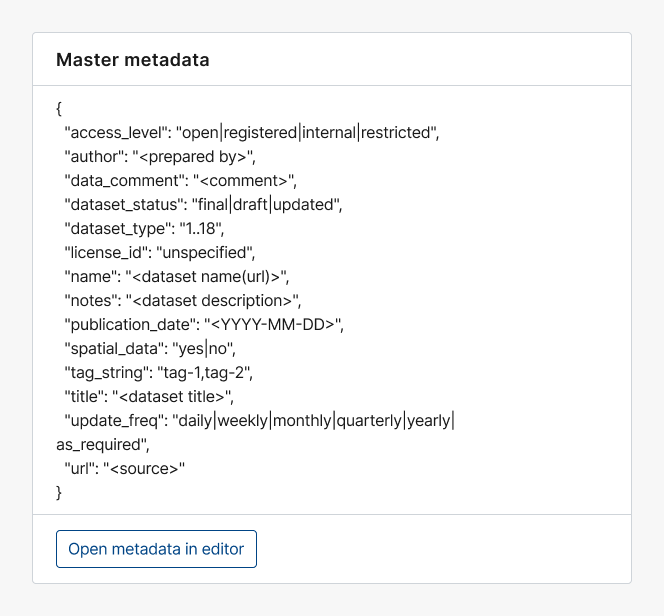 Master metadata
{
"access_level": "open|registered|internal|restricted",
"author": "<prepared by>",
"data_comment": "<comment>",
"dataset_status": "final|draft|updated",
"dataset_type": "1..18",
"license_id": "unspecified",
"name": "<dataset name(url)>",
"notes": "<dataset description>",
"publication_date": "<YYYY-MM-DD>",
"spatial_data": "yes|no",
"tag_string": "tag-1,tag-2",
"title": "<dataset title>",
"update_freq": "daily|weekly|monthly|quarterly|yearly|
as_required",
"url": "<source>"
}
Open metadata in editor